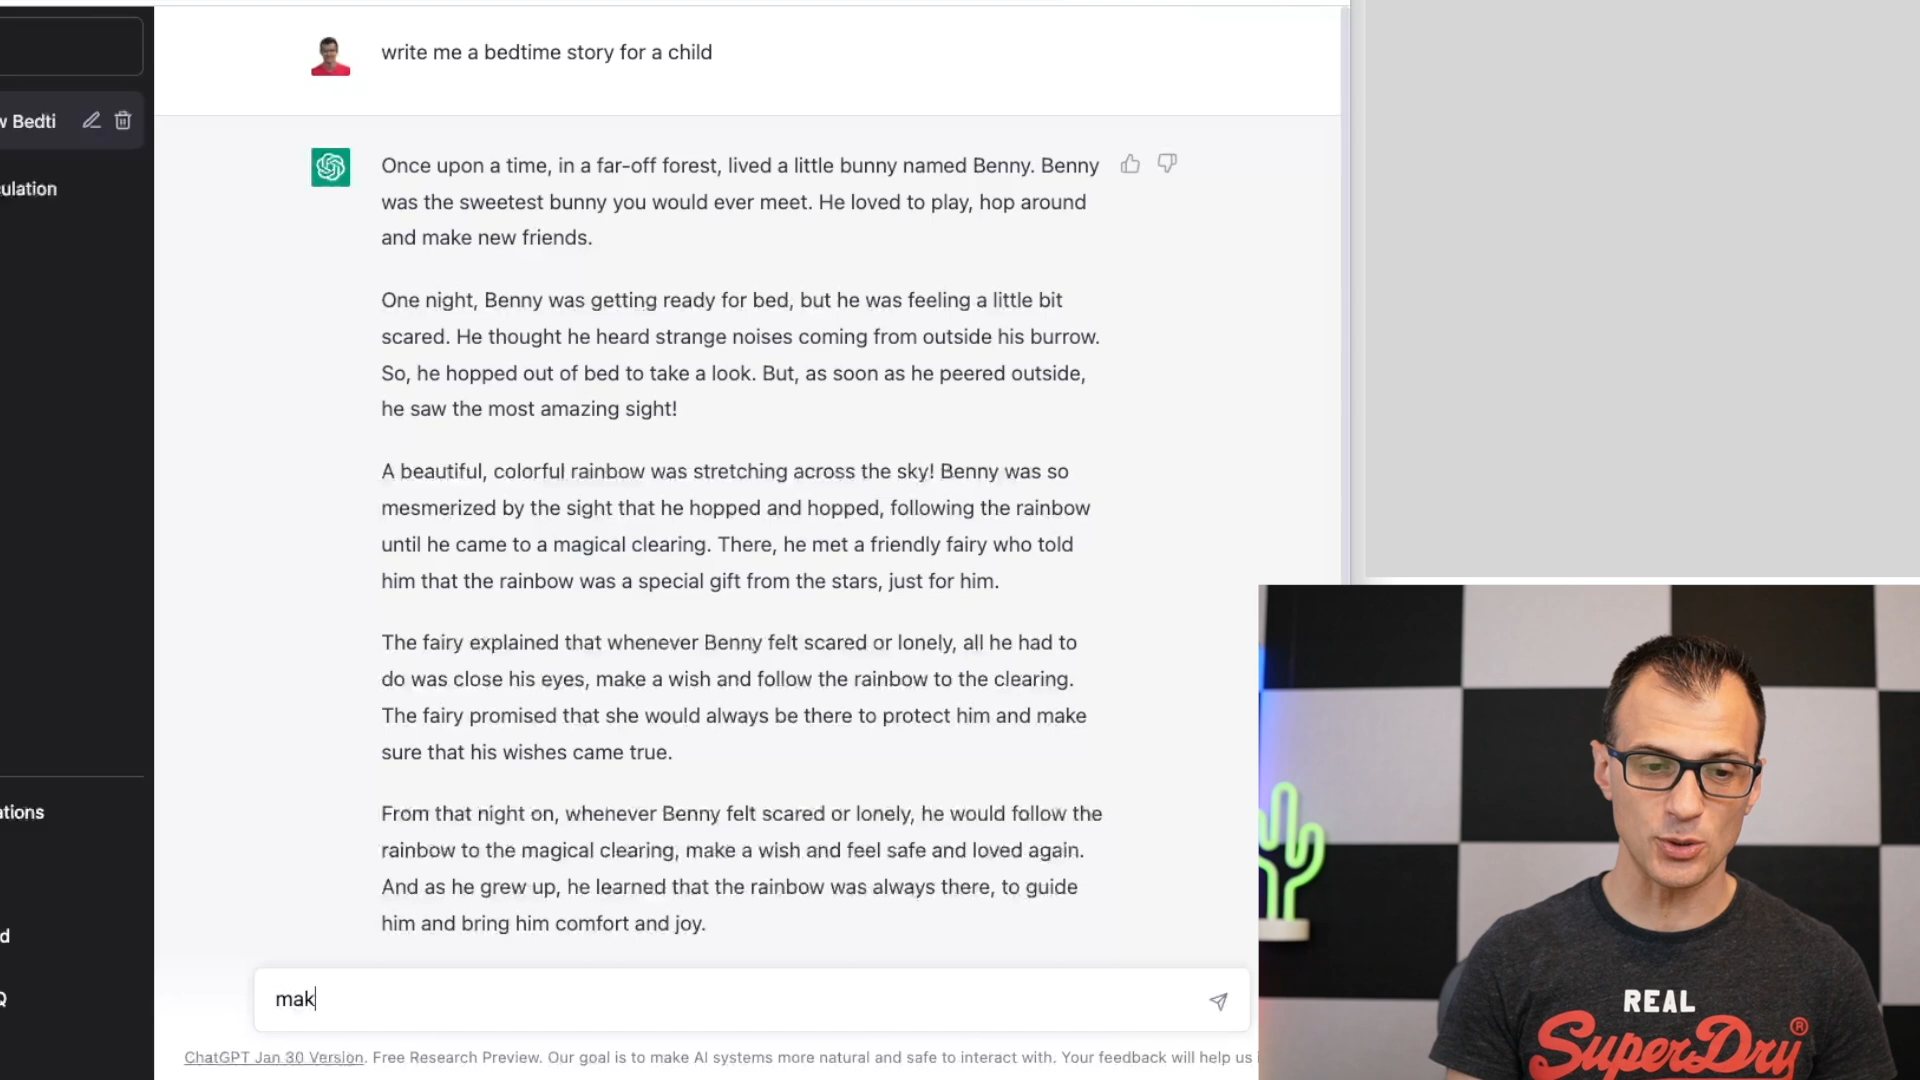 write me a bedtime story for a child
w Bedti
ulation
Once upon a time, in a far-off forest, lived a little bunny named Benny. Benny
was the sweetest bunny you would ever meet. He loved to play, hop around
and make new friends.
One night, Benny was getting ready for bed, but he was feeling a little bit
scared. He thought he heard strange noises coming from outside his burrow.
So, he hopped out of bed to take a look. But, as soon as he peered outside,
he saw the most amazing sight!
A beautiful, colorful rainbow was stretching across the sky! Benny was so
mesmerized by the sight that he hopped and hopped, following the rainbow
until he came to a magical clearing. There, he met a friendly fairy who told
him that the rainbow was a special gift from the stars, just for him.
The fairy explained that whenever Benny felt scared or lonely, all he had to
do was close his eyes, make a wish and follow the rainbow to the clearing.
The fairy promised that she would always be there to protect him and make
sure that his wishes came true.
From that night on, whenever Benny felt scared or lonely, he would follow the
rainbow to the magical clearing, make a wish and feel safe and loved again.
And as he grew up, he learned that the rainbow was always there, to guide
him and bring him comfort and joy.
ations
d
Q
mak
ChatGPT Jan 30 Version. Free Research Preview. Our goal is to make AI systems more natural and safe to interact with. Your feedback will help us
REAL
SuperDry®